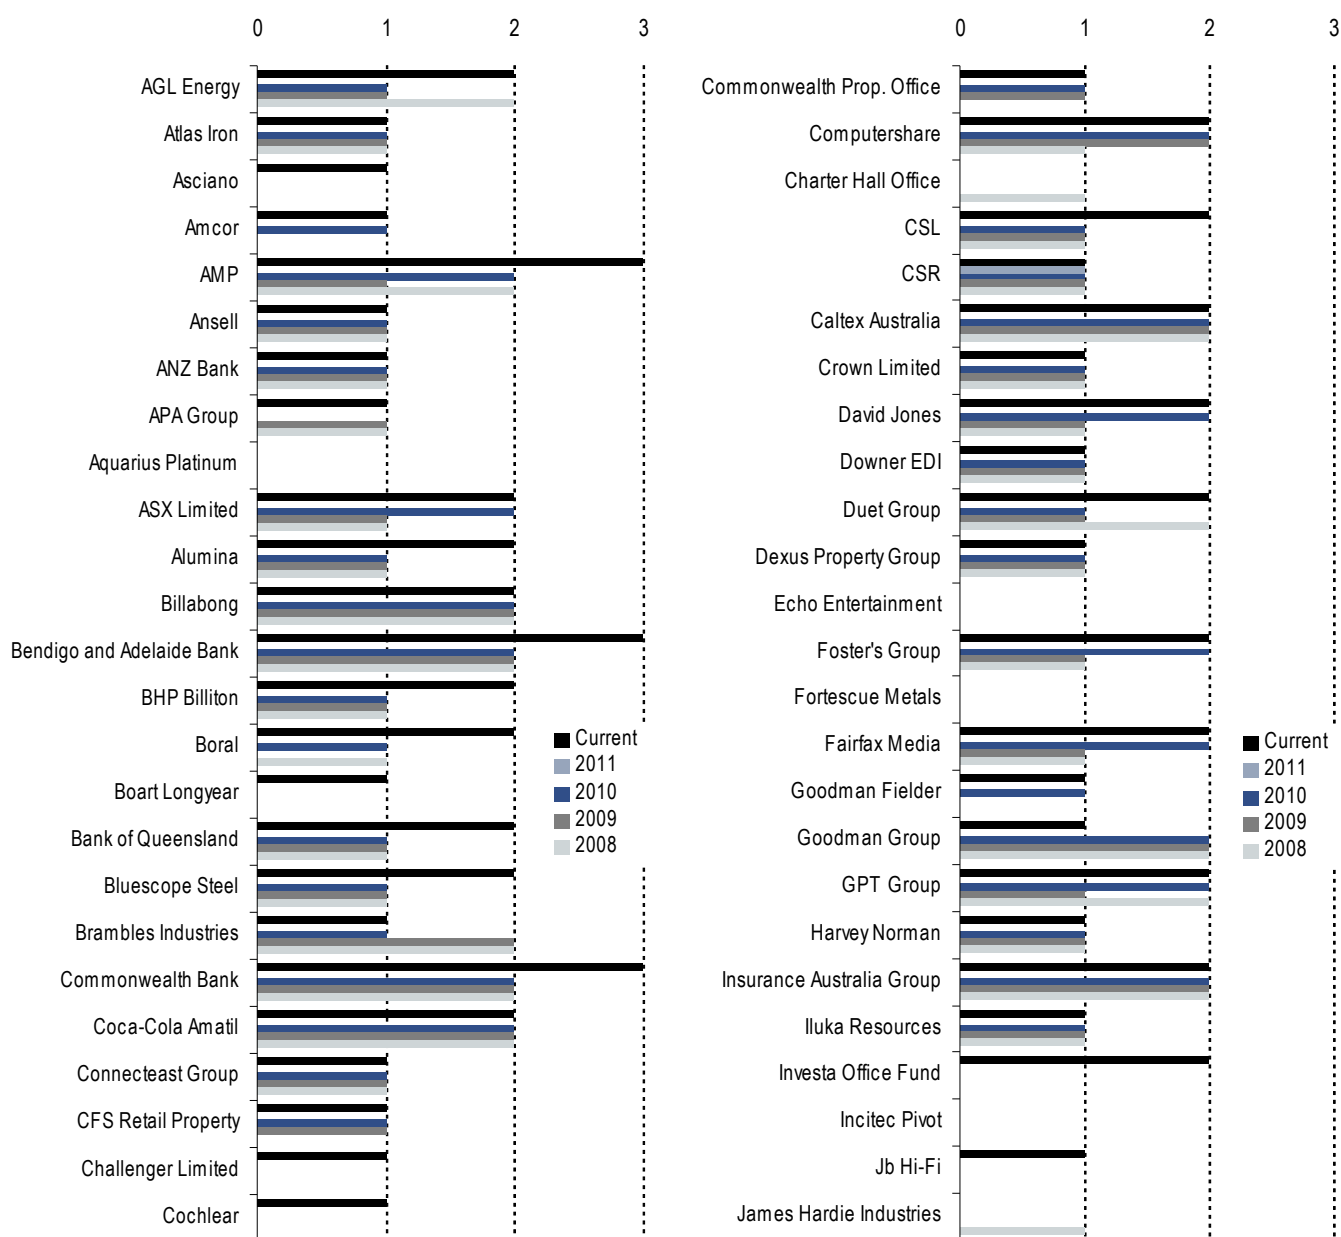 0 1 2 3
AGL Energy
Atlas Iron
Asciano
Amcor
AMP
Ansell
ANZ Bank
APA Group
Aquarius Platinum
ASX Limited
Alumina
Billabong
Bendigo and Adelaide Bank
BHP Billiton
Boral
Boart Longyear
Bank of Queensland
Bluescope Steel
Brambles Industries
Commonwealth Bank
Coca-Cola Amatil
Connecteast Group
CFS Retail Property
Challenger Limited
Cochlear
Current
2011
2010
2009
2008
0 1 2 3
Commonwealth Prop. Office
Computershare
Charter Hall Office
CSL
CSR
Caltex Australia
Crown Limited
David Jones
Downer EDI
Duet Group
Dexus Property Group
Echo Entertainment
Foster's Group
Fortescue Metals
Fairfax Media
Goodman Fielder
Goodman Group
GPT Group
Harvey Norman
Insurance Australia Group
Iluka Resources
Investa Office Fund
Incitec Pivot
Jb Hi-Fi
James Hardie Industries
Current
2011
2010
2009
2008